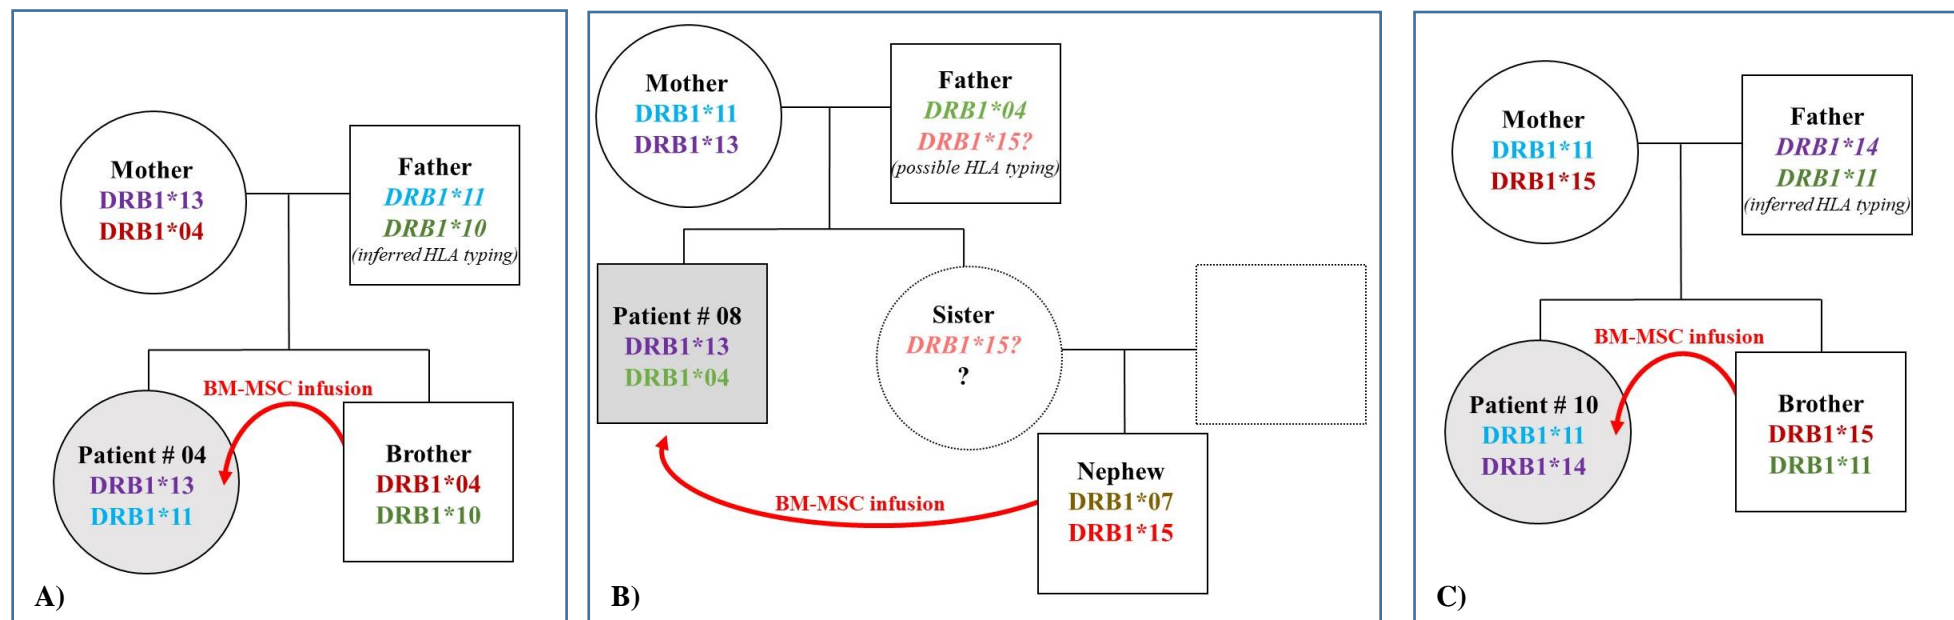 Mother
DRB1*13
DRB1*04
Father
DRB1*11
DRB1*10
(inferred HLA typing)
BM-MSC infusion
Patient # 04
DRB1*13
DRB1*11
Brother
DRB1*04
DRB1*10
A)
Mother
DRB1*11
DRB1*13
Father
DRB1*04
DRB1*15?
(possible HLA typing)
Patient # 08
DRB1*13
DRB1*04
Sister
DRB1*15?
?
BM-MSC infusion
Nephew
DRB1*07
DRB1*15
B)
Mother
DRB1*11
DRB1*15
Father
DRB1*14
DRB1*11
(inferred HLA typing)
BM-MSC infusion
Patient # 10
DRB1*11
DRB1*14
Brother
DRB1*15
DRB1*11
C)